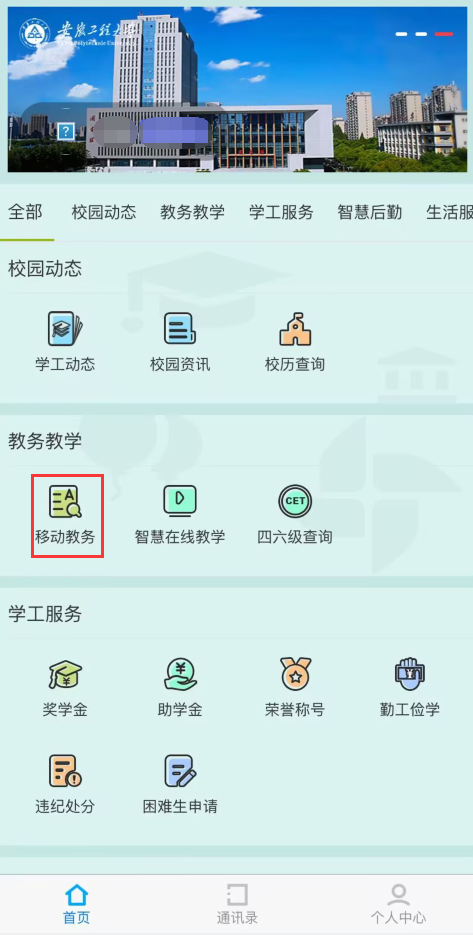 安徽工程大学
全部 校园动态 教务教学 学工服务 智慧后勤 生活服
校园动态
学工动态 校园资讯 校历查询
教务教学
移动教务 智慧在线教学 四六级查询
CET
学工服务
奖学金 助学金 荣誉称号 勤工俭学
违纪处分 困难生申请
首页 通讯录 个人中心